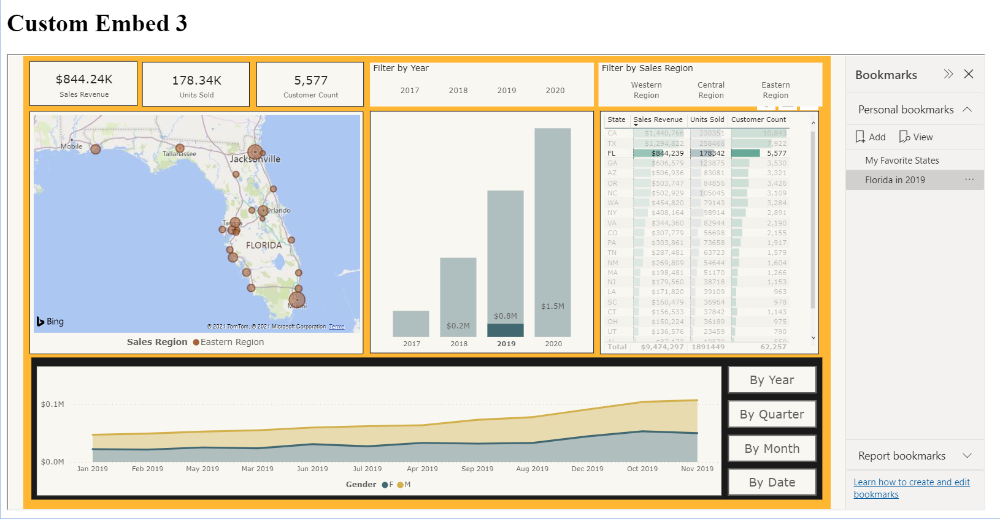 Custom Embed 3
$844.24K
Sales Revenue
178.34K
Units Sold
5,577
Customer Count
Filter by Year
2017 2018 2019 2020
Filter by Sales Region
Western Region
Central Region
Eastern Region
Mobile
Tallahassee
Jacksonville
Orlando
Tampa
FLORIDA
Miami
Bing
© 2021 TomTom, © 2021 Microsoft Corporation Terms
Sales Region Eastern Region
$0.2M
$0.8M
$1.5M
2017 2018 2019 2020
State Sales Revenue Units Sold Customer Count
CA $1,440,766 230351 10,843
TX $1,294,822 258466 7,922
FL $844,239 178342 5,577
GA $606,579 123875 3,530
AZ $506,936 83081 3,321
OR $503,747 84856 3,426
NC $502,929 105045 3,109
WA $454,820 79143 3,284
NY $408,164 98914 2,891
VA $344,360 82944 2,190
CO $307,779 56698 2,155
PA $303,861 73658 1,917
TN $287,481 63723 1,579
NM $269,809 54644 1,604
MA $198,481 51170 1,266
NJ $179,560 38718 1,153
LA $171,820 39109 963
SC $160,479 36964 978
CT $156,533 37842 1,143
OH $150,224 36189 975
UT $136,576 23459 790
Total $9,474,297 1891449 62,257
$0.1M
$0.0M
Jan 2019 Feb 2019 May 2019 Mar 2019 Jun 2019 Jul 2019 Apr 2019 Sep 2019 Aug 2019 Dec 2019 Oct 2019 Nov 2019
Gender F M
By Year
By Quarter
By Month
By Date
Bookmarks
Personal bookmarks
Add View
My Favorite States
Florida in 2019
Report bookmarks
Learn how to create and edit
bookmarks